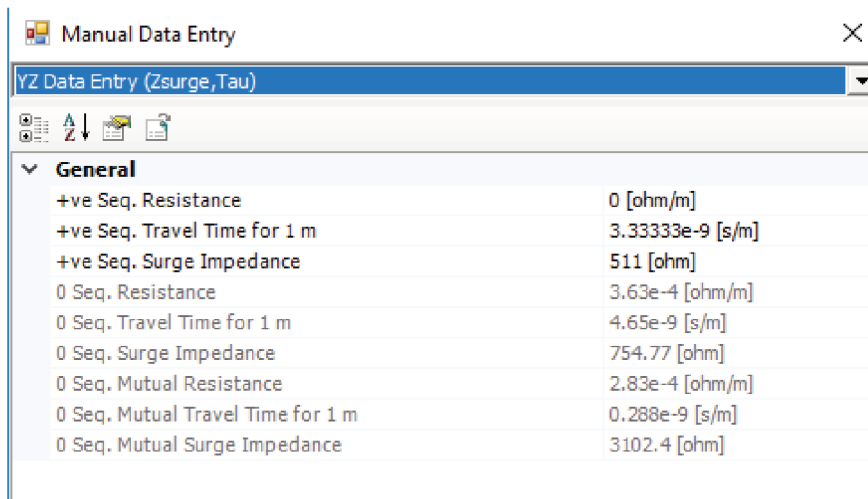 Manual Data Entry
YZ Data Entry (Zsurge,Tau)
General
+ve Seq. Resistance 0 [ohm/m]
+ve Seq. Travel Time for 1 m 3.33333e-9 [s/m]
+ve Seq. Surge Impedance 511 [ohm]
0 Seq. Resistance 3.63e-4 [ohm/m]
0 Seq. Travel Time for 1 m 4.65e-9 [s/m]
0 Seq. Surge Impedance 754.77 [ohm]
0 Seq. Mutual Resistance 2.83e-4 [ohm/m]
0 Seq. Mutual Travel Time for 1 m 0.288e-9 [s/m]
0 Seq. Mutual Surge Impedance 3102.4 [ohm]